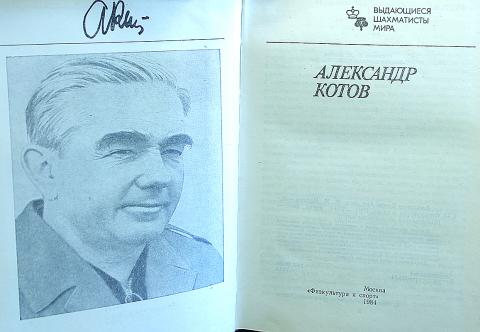 ВЫДАЮЩИЕСЯ
ШАХМАТИСТЫ
МИРА
АЛЕКСАНДР
КОТОВ
Москва
«Физкультура и спорт»
1984